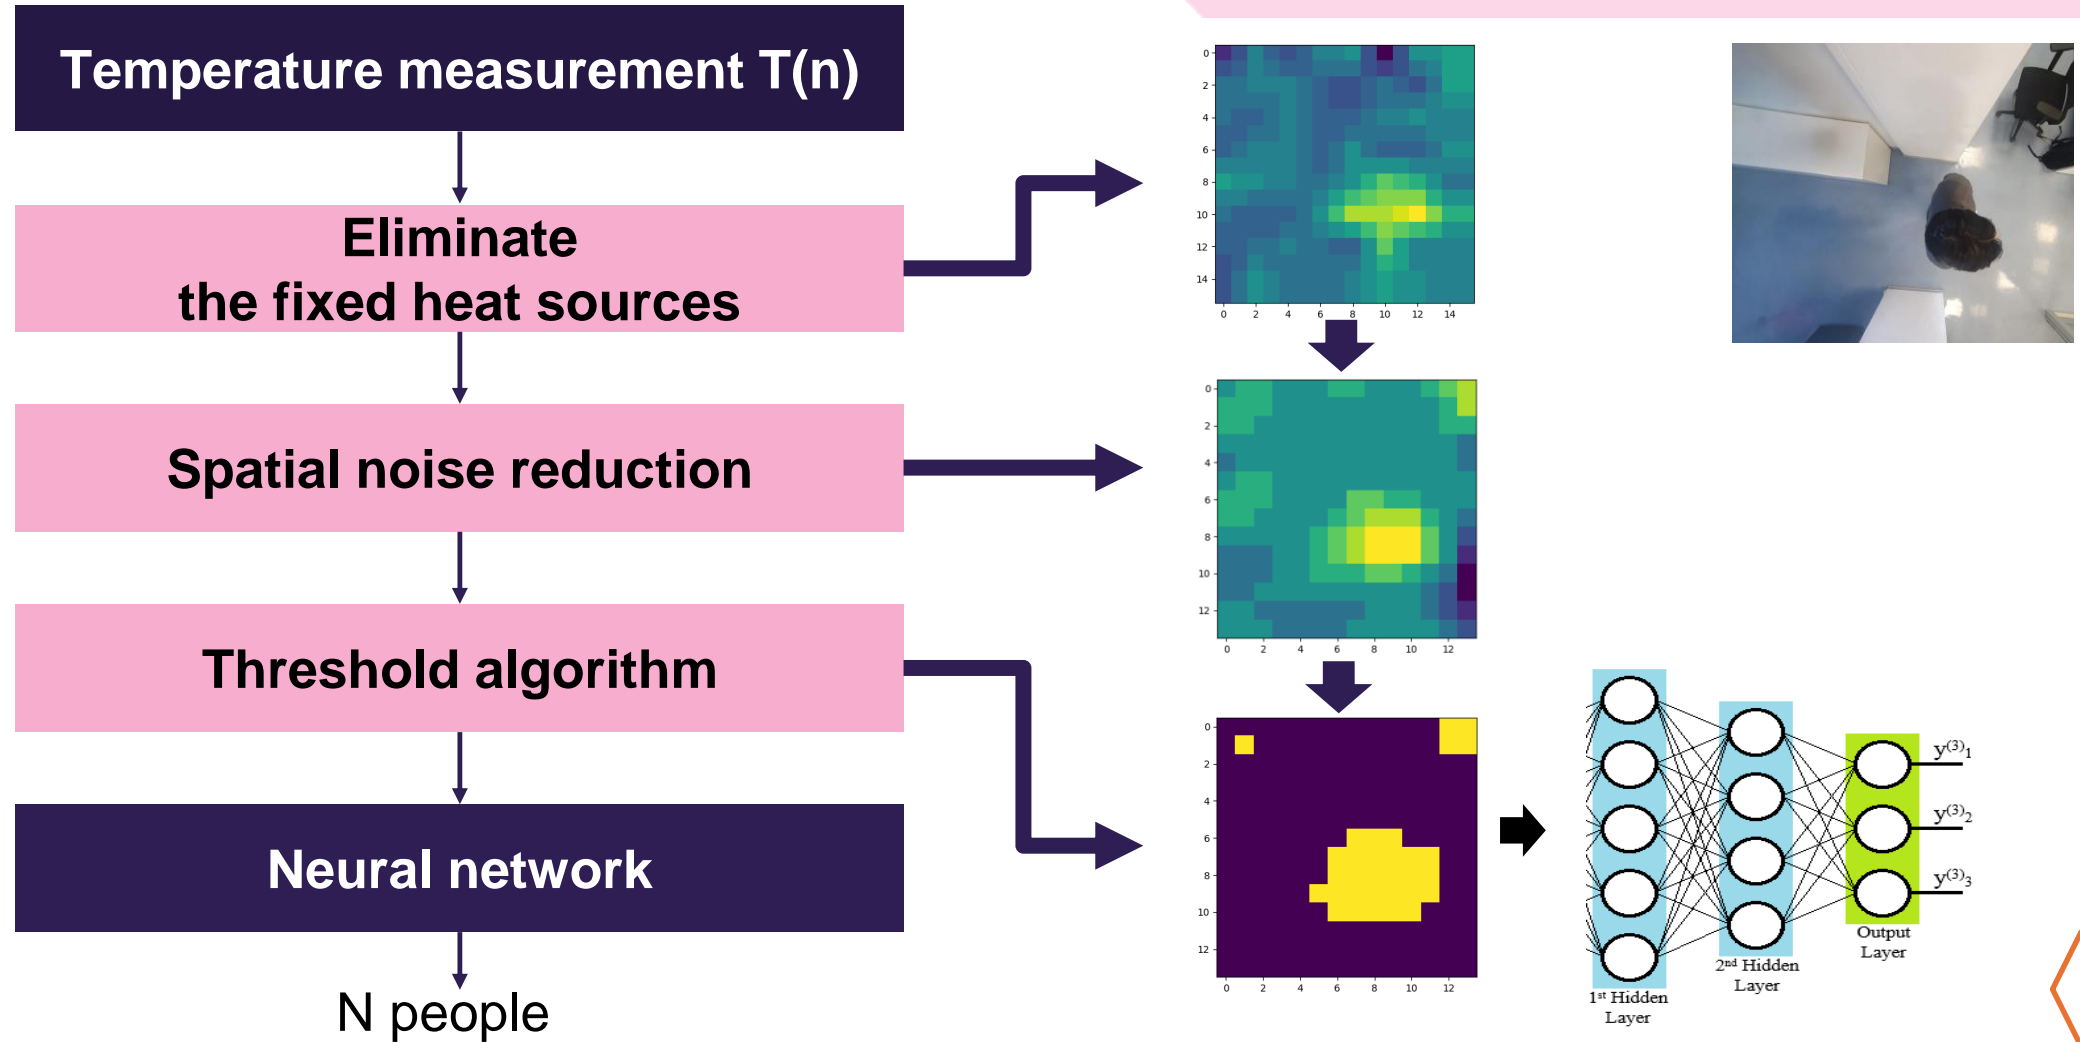 Temperature measurement T(n)
Eliminate
the fixed heat sources
Spatial noise reduction
Threshold algorithm
Neural network
N people
0
2
4
6
8
10
12
14
0 2 4 6 8 10 12 14
0
2
4
6
8
10
12
0 2 4 6 8 10 12
0
2
4
6
8
10
12
0 2 4 6 8 10 12
y(3)1
y(3)2
y(3)3
Output
Layer
2nd Hidden
Layer
1st Hidden
Layer